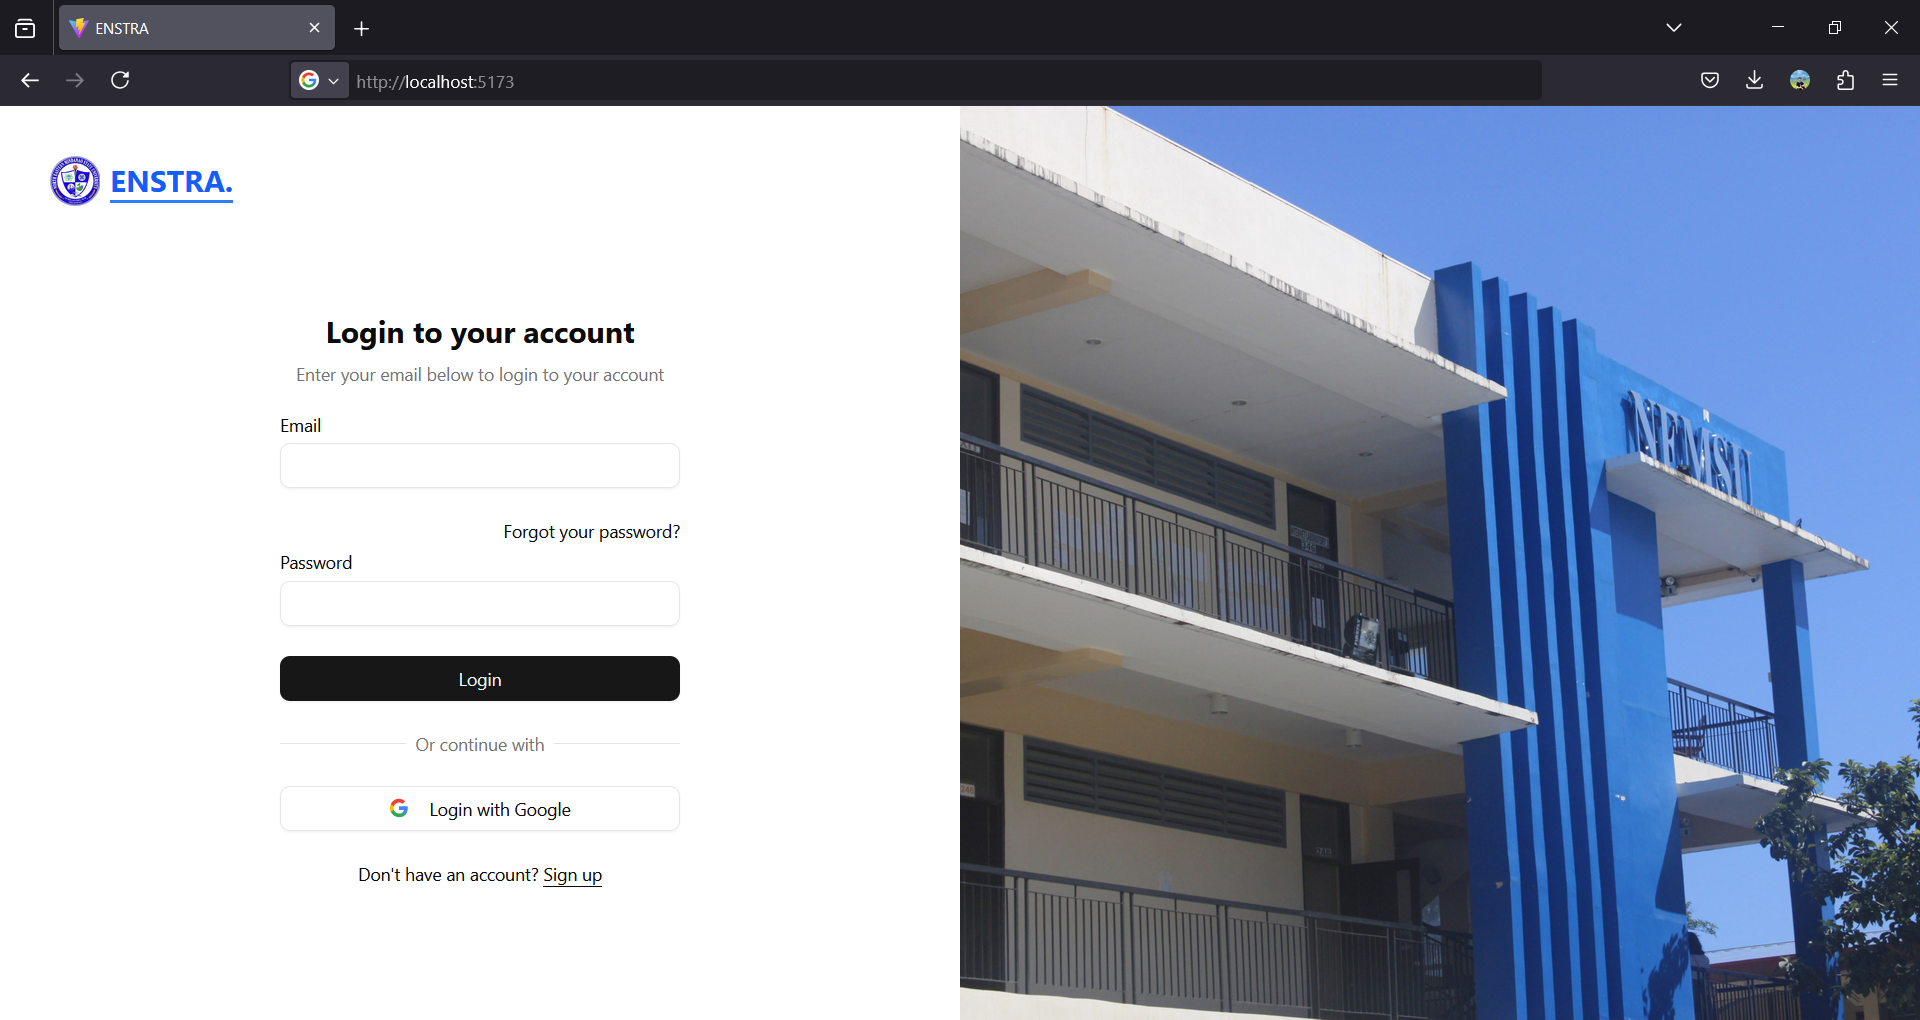 ENSTRA
http://localhost:5173
ENSTRA.
Login to your account
Enter your email below to login to your account
Email
Forgot your password?
Password
Login
Or continue with
Login with Google
Don't have an account? Sign up
NEMSU